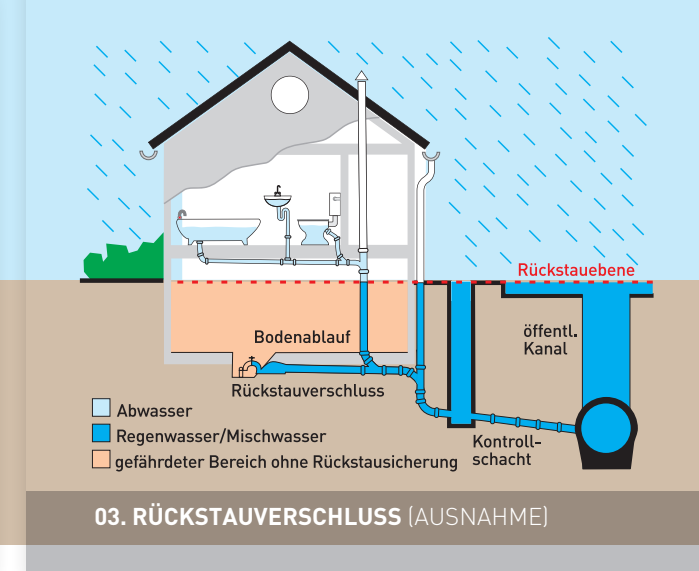 Rückstauebene
öffentl.
Kanal
Bodenablauf
Rückstauverschluss
Abwasser
Regenwasser/Mischwasser
gefährdeter Bereich ohne Rückstausicherung
Kontroll-
schacht
03. RÜCKSTAUVERSCHLUSS (AUSNAHME)